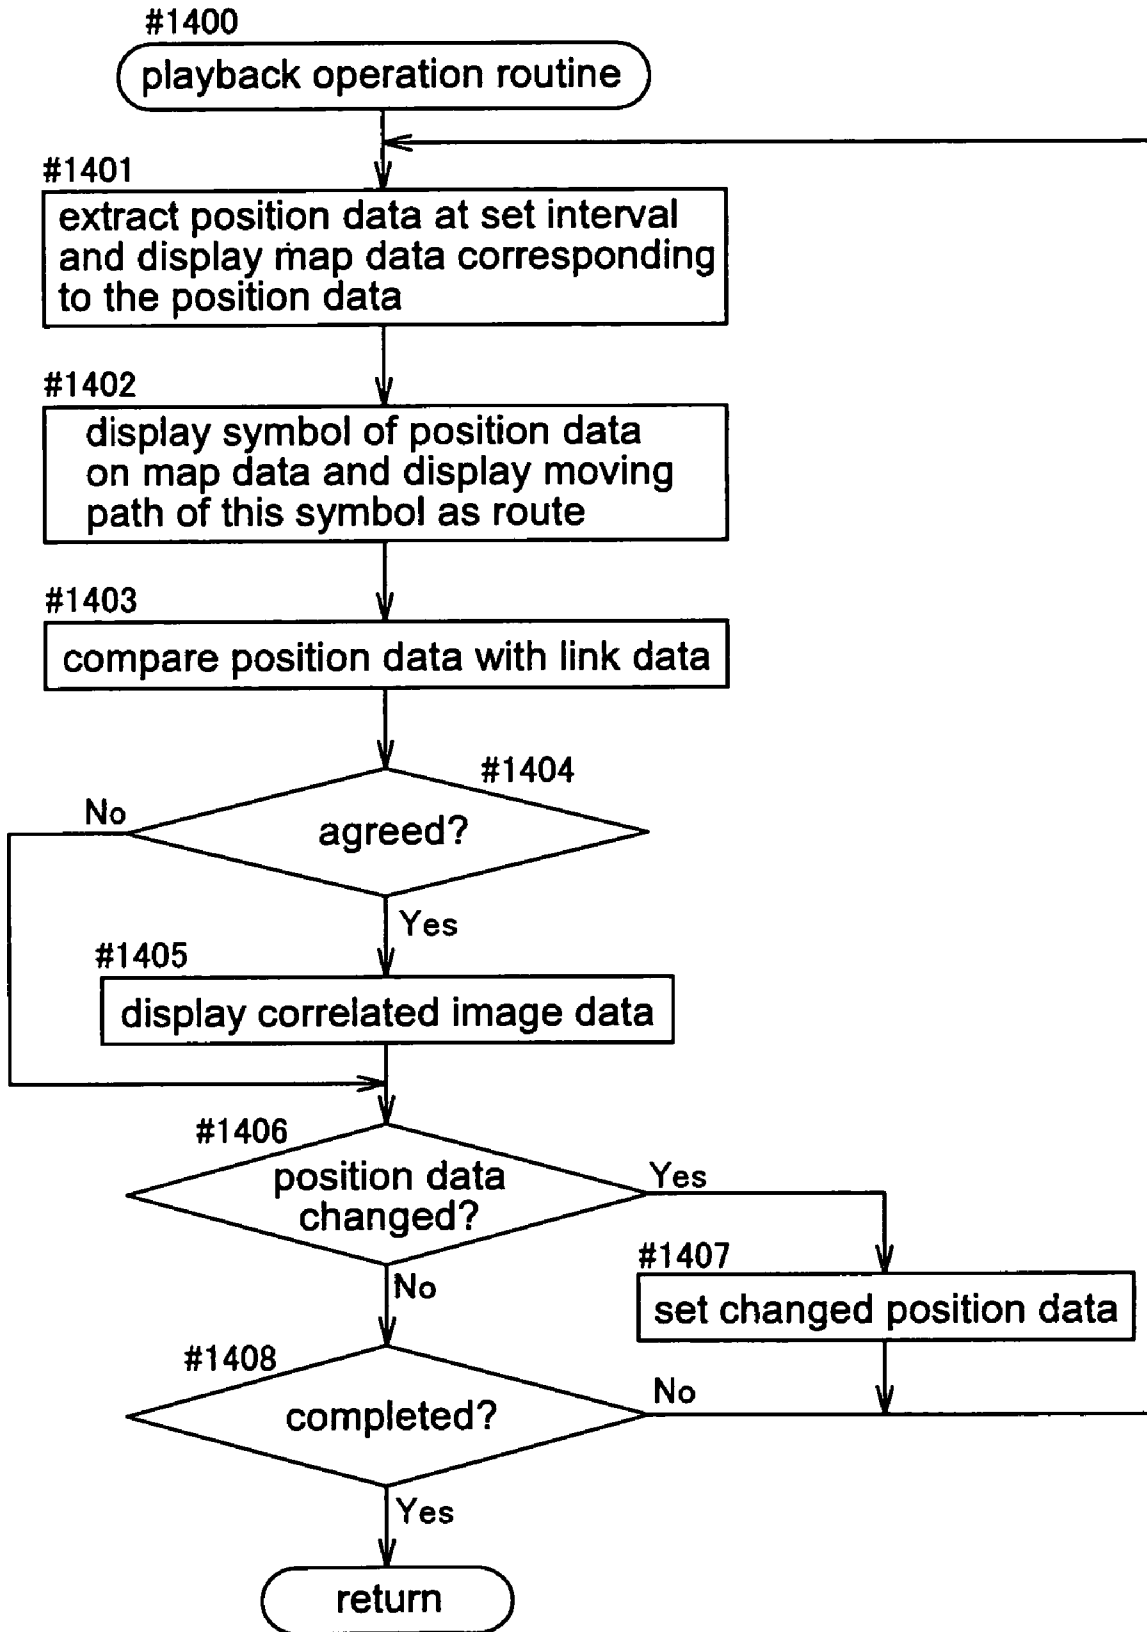 #1400
playback operation routine
#1401
extract position data at set interval
and display map data corresponding
to the position data
#1402
display symbol of position data
on map data and display moving
path of this symbol as route
#1403
compare position data with link data
#1404
No
agreed?
Yes
#1405
display correlated image data
#1406
position data
changed?
Yes
#1407
set changed position data
No
#1408
completed?
No
Yes
return